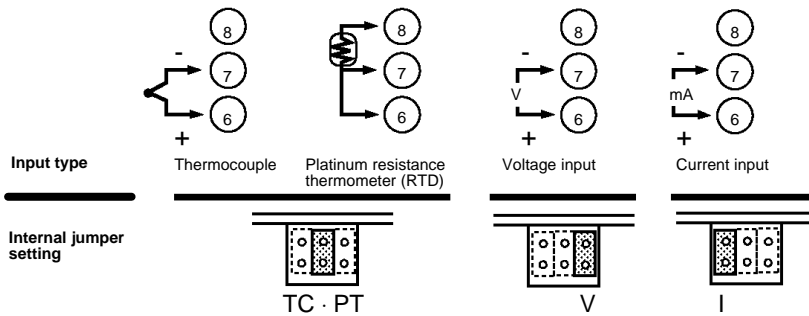 8 8 8 8
- - -
7 7 7 7
V mA
6 6 6 6
+ + +
Input type Thermocouple Platinum resistance thermometer (RTD) Voltage input Current input
Internal jumper setting
TC · PT V I